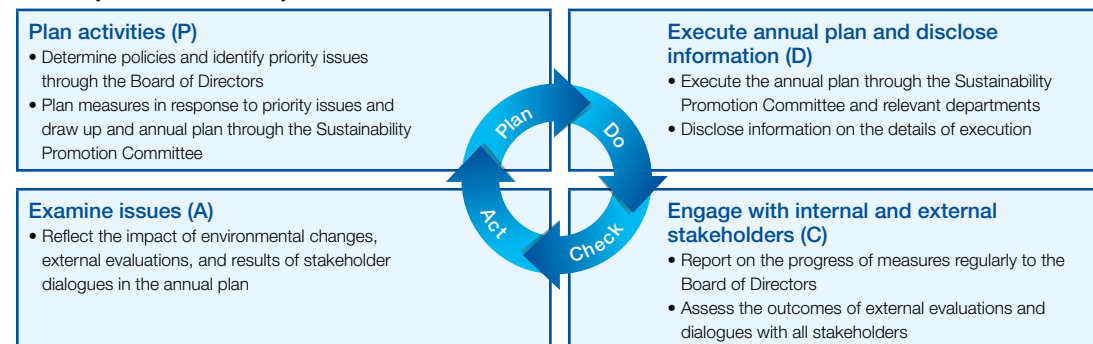 Plan activities (P)
• Determine policies and identify priority issues
through the Board of Directors
• Plan measures in response to priority issues and
draw up and annual plan through the Sustainability
Promotion Committee
Execute annual plan and disclose
information (D)
• Execute the annual plan through the Sustainability
Promotion Committee and relevant departments
• Disclose information on the details of execution
Plan
Do
Act
Check
Examine issues (A)
• Reflect the impact of environmental changes,
external evaluations, and results of stakeholder
dialogues in the annual plan
Engage with internal and external
stakeholders (C)
• Report on the progress of measures regularly to the
Board of Directors
• Assess the outcomes of external evaluations and
dialogues with all stakeholders